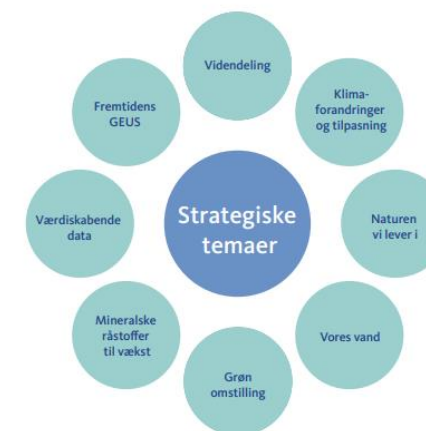 Videndeling
Klima-
forandringer
og tilpasning
Naturen
vi lever i
Vores vand
Grøn
omstilling
Mineralske
råstoffer
til vækst
Værdiskabende
data
Fremtidens
GEUS
Strategiske
temaer